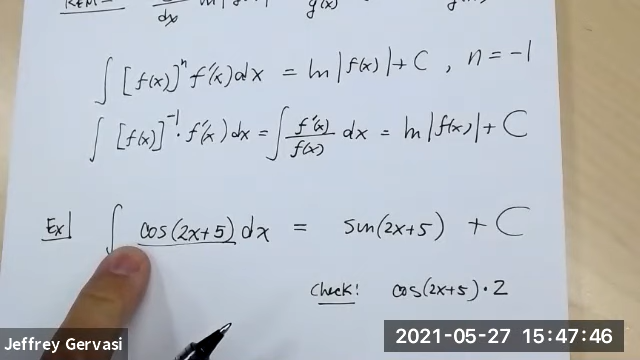 d/dx
g(x)
∫ [f(x)]^n f'(x) dx = ln|f(x)| + C , n = -1
∫ [f(x)]^-1 · f'(x) dx = ∫ f'(x)/f(x) dx = ln|f(x)| + C
Ex| ∫ cos(2x+5) dx = sin(2x+5) + C
Check! cos(2x+5) · 2
Jeffrey Gervasi
2021-05-27 15:47:46